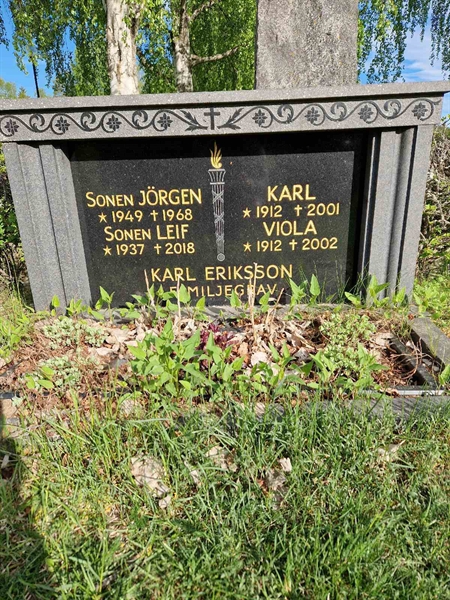 SONEN JÖRGEN
* 1949 † 1968
SONEN LEIF
* 1937 † 2018
KARL
* 1912 † 2001
VIOLA
* 1912 † 2002
KARL ERIKSSON
FAMILJEGRAV